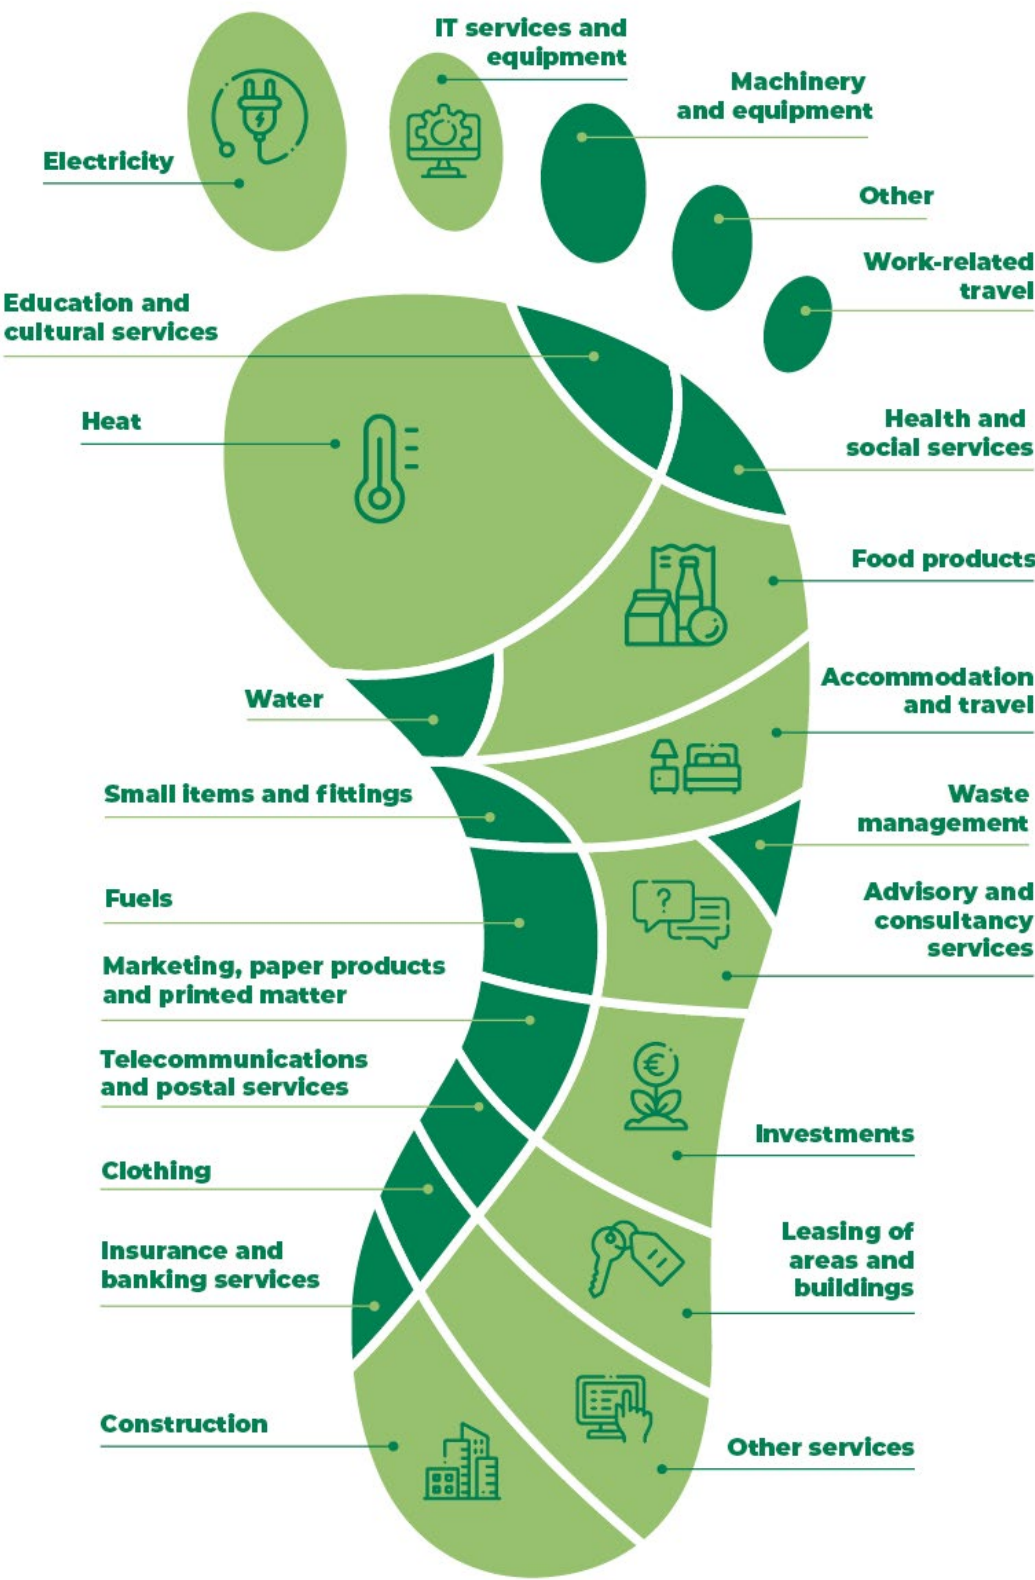 IT services and
equipment
Machinery
and equipment
Electricity
Other
Work-related
travel
Education and
cultural services
Heat
Health and
social services
Food products
Water
Accommodation
and travel
Small items and fittings
Waste
management
Fuels
Advisory and
consultancy
services
?
Marketing, paper products
and printed matter
Telecommunications
and postal services
€
Investments
Clothing
Leasing of
areas and
buildings
Insurance and
banking services
Construction
Other services